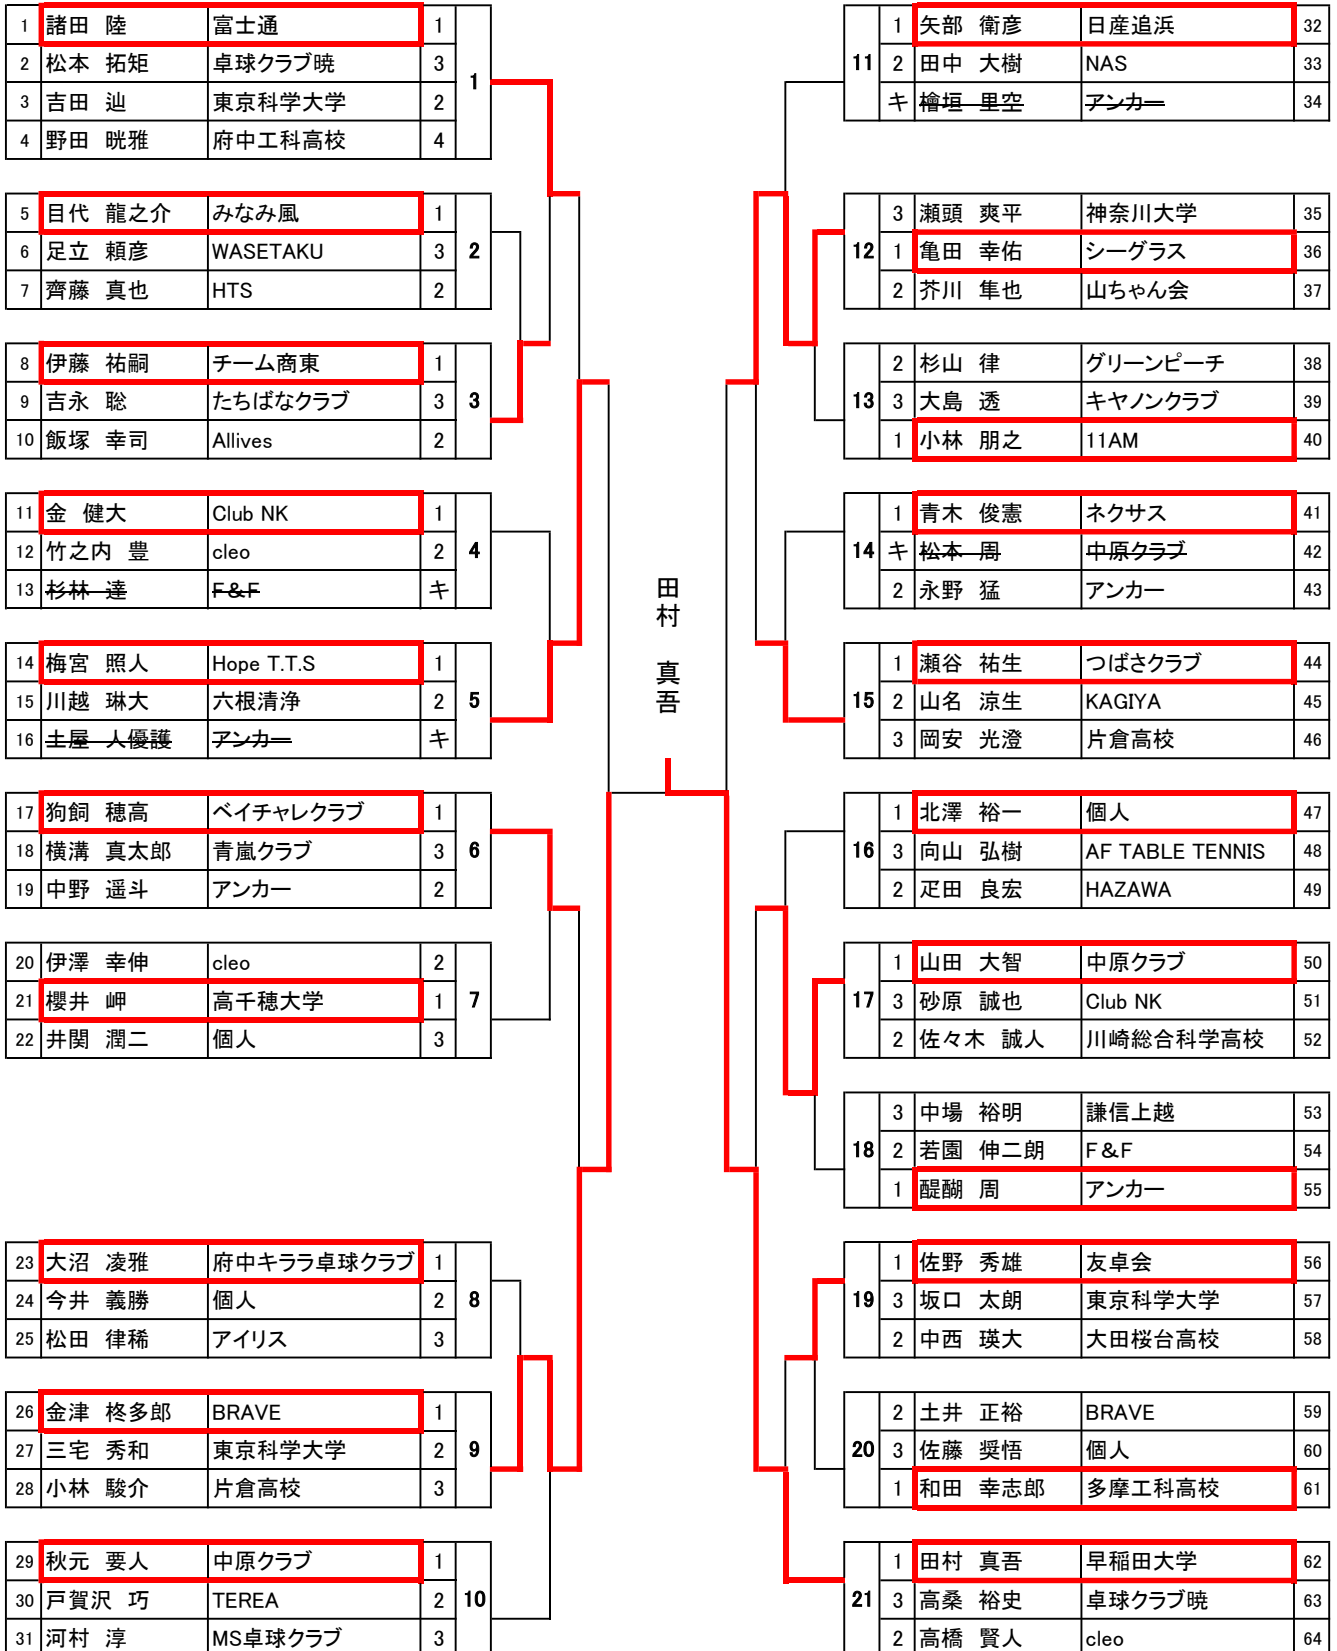 1 諸田 陸 富士通 1
2 松本 拓矩 卓球クラブ暁 3
1
3 吉田 辿 東京科学大学 2
4 野田 晄雅 府中工科高校 4
5 目代 龍之介 みなみ風 1
6 足立 頼彦 WASETAKU 3 2
7 齊藤 真也 HTS 2
8 伊藤 祐嗣 チーム商東 1
9 吉永 聡 たちばなクラブ 3 3
10 飯塚 幸司 Allives 2
11 金 健大 Club NK 1
12 竹之内 豊 cleo 2 4
13 杉林 達 F&F キ
14 梅宮 照人 Hope T.T.S 1
15 川越 琳大 六根清浄 2 5
16 土屋 人優護 アンカー キ
17 狗飼 穂高 ベイチャレクラブ 1
18 横溝 真太郎 青嵐クラブ 3 6
19 中野 遥斗 アンカー 2
20 伊澤 幸伸 cleo 2
21 櫻井 岬 高千穂大学 1 7
22 井関 潤二 個人 3
23 大沼 凌雅 府中キララ卓球クラブ 1
24 今井 義勝 個人 2 8
25 松田 律稀 アイリス 3
26 金津 柊多郎 BRAVE 1
27 三宅 秀和 東京科学大学 2 9
28 小林 駿介 片倉高校 3
29 秋元 要人 中原クラブ 1
30 戸賀沢 巧 TEREA 2 10
31 河村 淳 MS卓球クラブ 3
田村 真吾
1 矢部 衛彦 日産追浜 32
11 2 田中 大樹 NAS 33
キ 檜垣 里空 アンカー 34
3 瀬頭 爽平 神奈川大学 35
12 1 亀田 幸佑 シーグラス 36
2 芥川 隼也 山ちゃん会 37
2 杉山 律 グリーンピーチ 38
13 3 大島 透 キヤノンクラブ 39
1 小林 朋之 11AM 40
1 青木 俊憲 ネクサス 41
14 キ 松本 周 中原クラブ 42
2 永野 猛 アンカー 43
1 瀬谷 祐生 つばさクラブ 44
15 2 山名 涼生 KAGIYA 45
3 岡安 光澄 片倉高校 46
1 北澤 裕一 個人 47
16 3 向山 弘樹 AF TABLE TENNIS 48
2 疋田 良宏 HAZAWA 49
1 山田 大智 中原クラブ 50
17 3 砂原 誠也 Club NK 51
2 佐々木 誠人 川崎総合科学高校 52
3 中場 裕明 謙信上越 53
18 2 若園 伸二朗 F&F 54
1 醍醐 周 アンカー 55
1 佐野 秀雄 友卓会 56
19 3 坂口 太朗 東京科学大学 57
2 中西 瑛大 大田桜台高校 58
2 土井 正裕 BRAVE 59
20 3 佐藤 奨悟 個人 60
1 和田 幸志郎 多摩工科高校 61
1 田村 真吾 早稲田大学 62
21 3 高桑 裕史 卓球クラブ暁 63
2 高橋 賢人 cleo 64